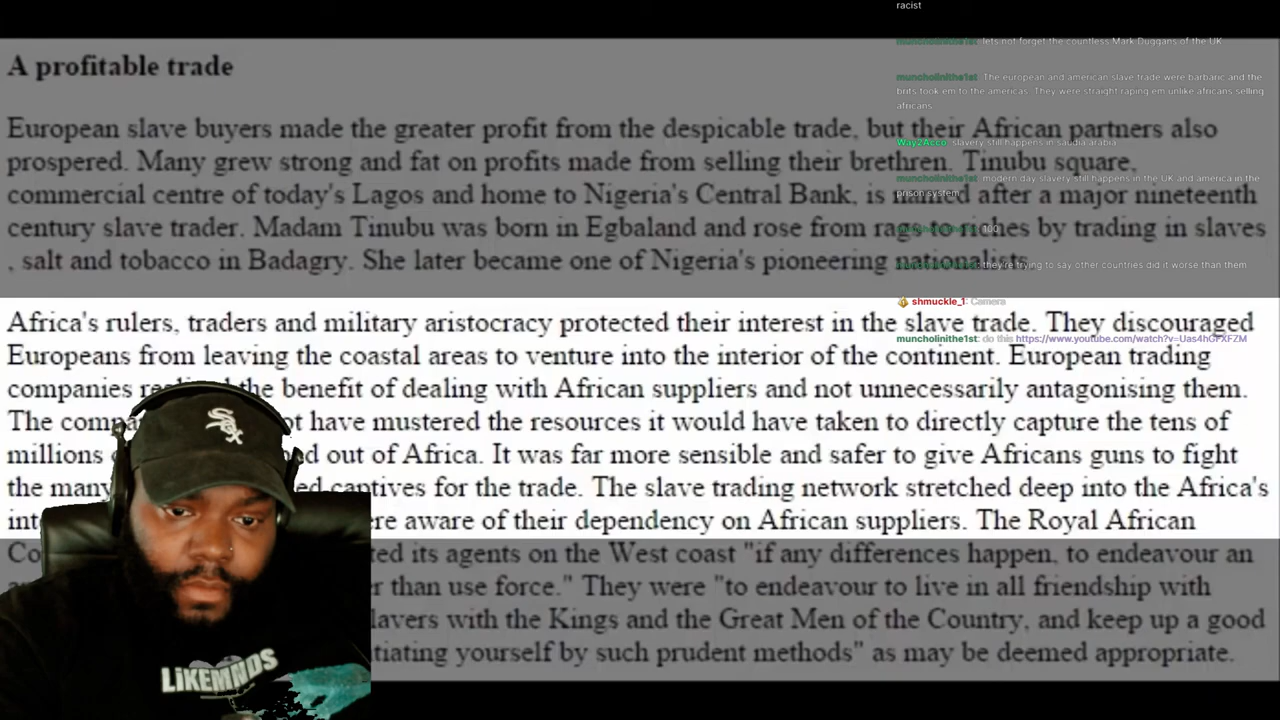 racist
muncholinithe1st: lets not forget the countless Mark Duggans of the UK
muncholinithe1st: The european and american slave trade were barbaric and the
brits took em to the americas. They were straight raping em unlike africans selling
africans
Way2Acco: slavery still happens in saudia arabia
muncholinithe1st: modern day slavery still happens in the UK and america in the
prison system
100
they're trying to say other countries did it worse than them
shmuckle_1: Camera
muncholinithe1st: do this https://www.youtube.com/watch?v=Uas4hGFXFZM
A profitable trade
European slave buyers made the greater profit from the despicable trade, but their African partners also
prospered. Many grew strong and fat on profits made from selling their brethren. Tinubu square,
commercial centre of today's Lagos and home to Nigeria's Central Bank, is named after a major nineteenth
century slave trader. Madam Tinubu was born in Egbaland and rose from rags to riches by trading in slaves
, salt and tobacco in Badagry. She later became one of Nigeria's pioneering nationalists.
Africa's rulers, traders and military aristocracy protected their interest in the slave trade. They discouraged
Europeans from leaving the coastal areas to venture into the interior of the continent. European trading
companies the benefit of dealing with African suppliers and not unnecessarily antagonising them.
The have mustered the resources it would have taken to directly capture the tens of
millions out of Africa. It was far more sensible and safer to give Africans guns to fight
the captives for the trade. The slave trading network stretched deep into the Africa's
aware of their dependency on African suppliers. The Royal African
its agents on the West coast "if any differences happen, to endeavour an
than use force." They were "to endeavour to live in all friendship with
with the Kings and the Great Men of the Country, and keep up a good
yourself by such prudent methods" as may be deemed appropriate.
Sox
LiKEMNDS